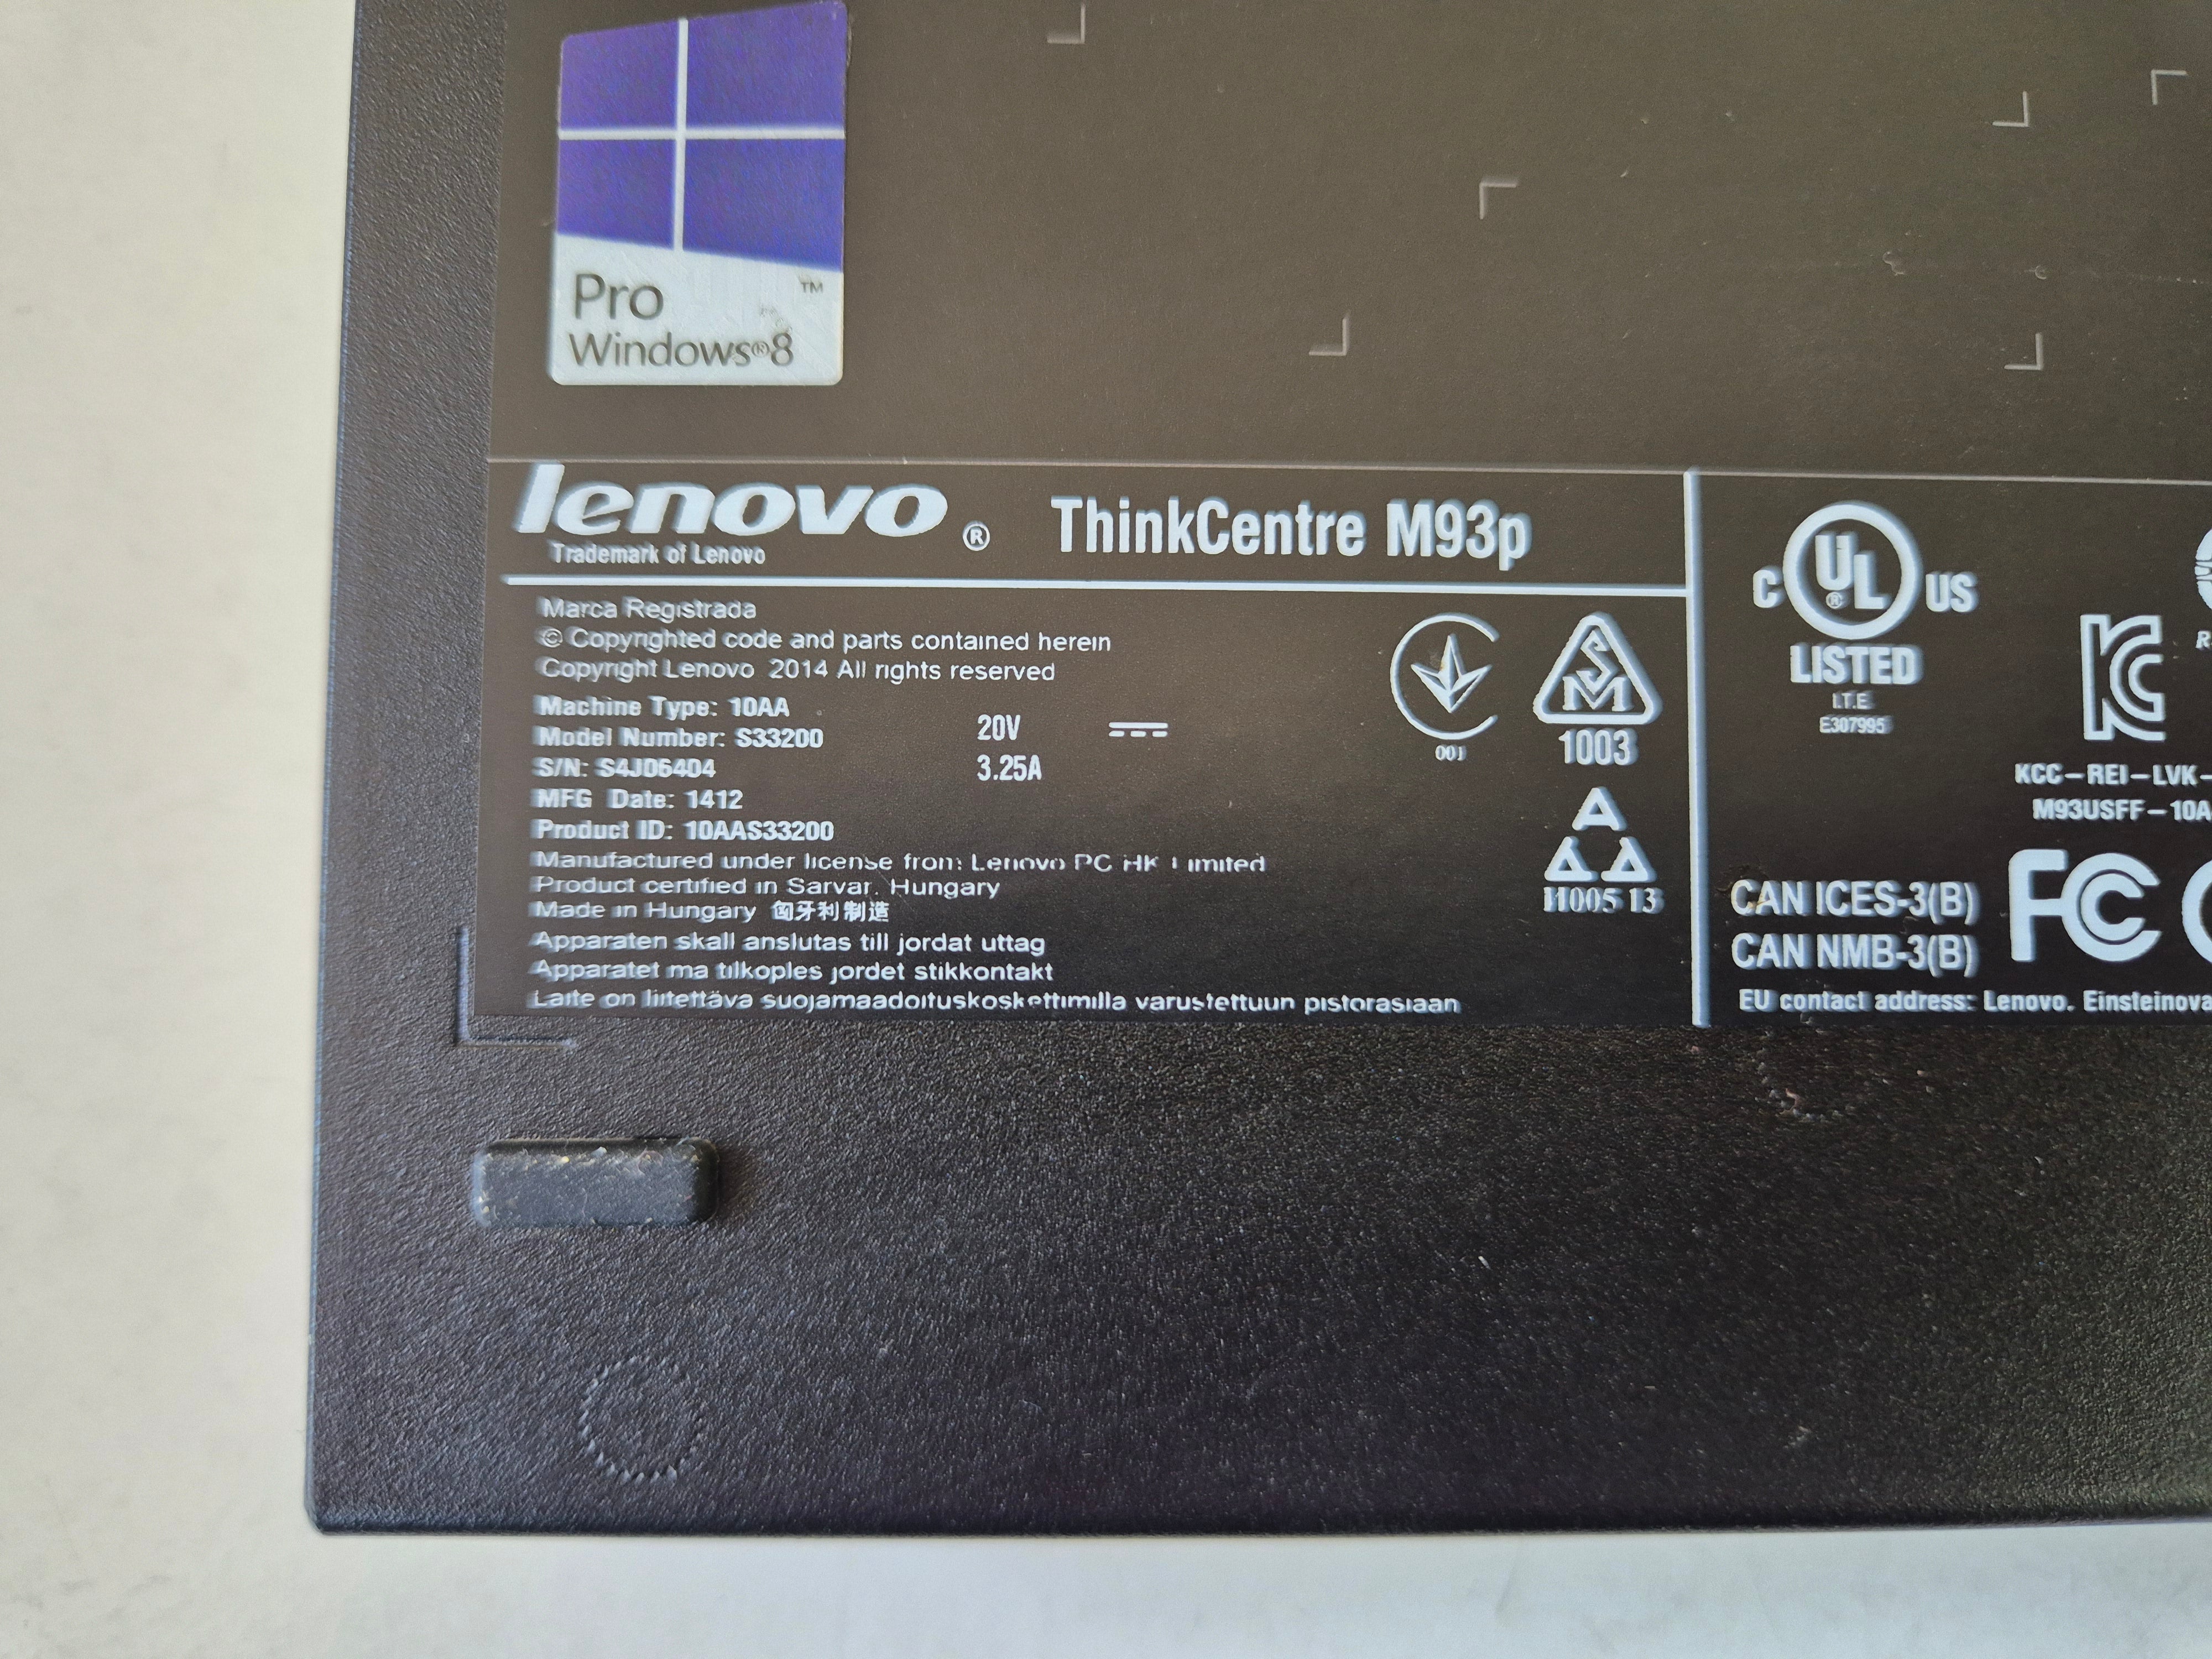 Pro ™
Windows®8
lenovo ® ThinkCentre M93p
Trademark of Lenovo
Marca Registrada
© Copyrighted code and parts contained herein
Copyright Lenovo 2014 All rights reserved
Machine Type: 10AA
Model Number: S33200
S/N: S4J06404
MFG Date: 1412
Product ID: 10AAS33200
20V
3.25A
Manufactured under license from: Lenovo PC HK Limited
Product certified in Sarvar, Hungary
Made in Hungary 匈牙利制造
Apparaten skall anslutas till jordat uttag
Apparatet ma tilkoples jordet stikkontakt
Laite on liitettävä suojamaadoituskoskettimilla varustettuun pistorasiaan
001
SM
1003
H005 13
C UL® US
LISTED
I.T.E
E307995
KCC-REI-LVK-
M93USFF-10A
CAN ICES-3(B)
CAN NMB-3(B)
FC
EU contact address: Lenovo. Einsteinova